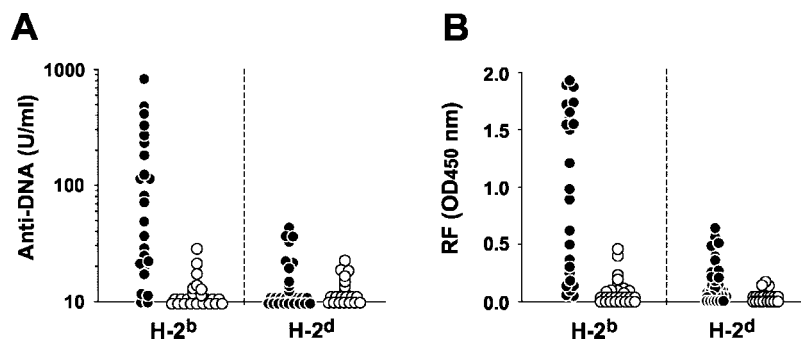 A
Anti-DNA (U/ml)
1000
100
10
H-2b
H-2d
B
RF (OD450 nm)
2.0
1.5
1.0
0.5
0.0
H-2b
H-2d